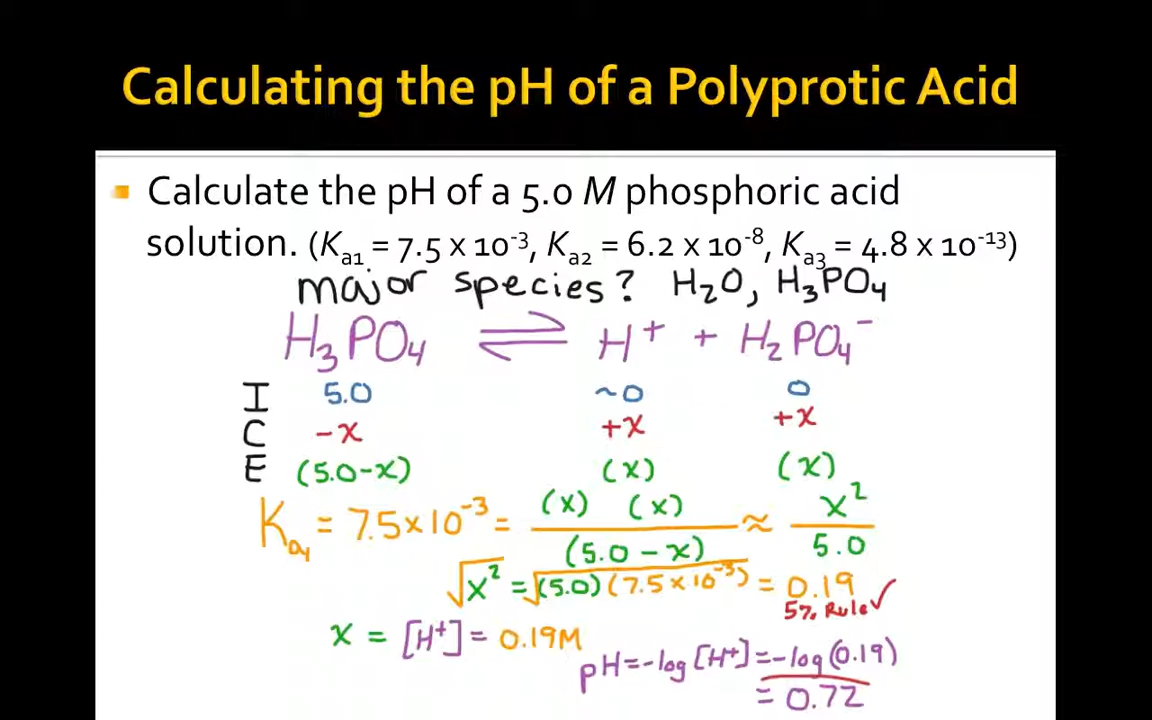 Calculating the pH of a Polyprotic Acid
Calculate the pH of a 5.0 M phosphoric acid
solution. (Ka1 = 7.5 x 10⁻³, Ka2 = 6.2 x 10⁻⁸, Ka3 = 4.8 x 10⁻¹³)
major species? H₂O, H₃PO₄
H₃PO₄ ⇌ H⁺ + H₂PO₄⁻
I 5.0 ~0 0
C -x +x +x
E (5.0-x) (x) (x)
Ka₁ = 7.5x10⁻³ = (x) (x) / (5.0-x) ≈ x² / 5.0
√x² = √(5.0)(7.5x10⁻³) = 0.19
5% Rule ✓
x = [H⁺] = 0.19M
pH = -log [H⁺] = -log(0.19)
= 0.72